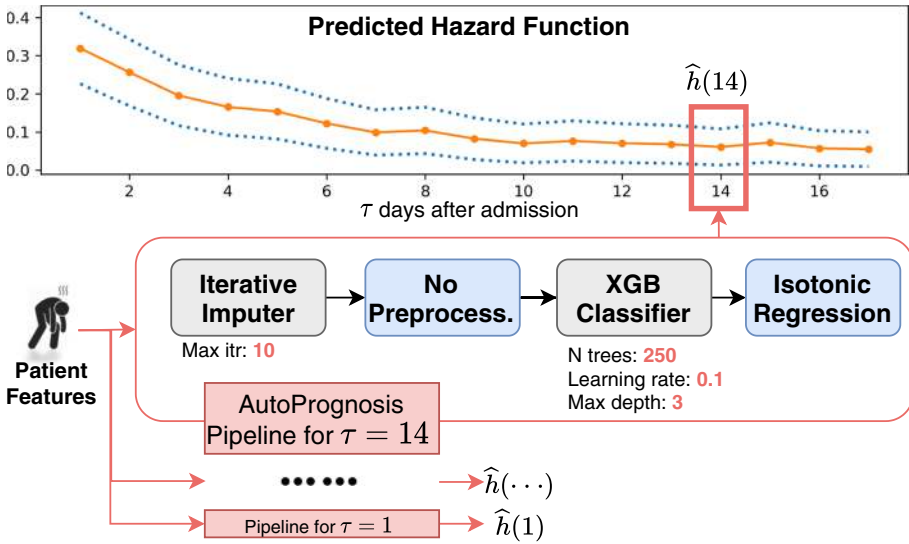 Predicted Hazard Function
0.4
0.3
0.2
0.1
0.0
ĥ(14)
2 4 6 8 10 12 14 16
τ days after admission
Iterative Imputer
No Preprocess.
XGB Classifier
Isotonic Regression
Max itr: 10
N trees: 250
Learning rate: 0.1
Max depth: 3
Patient
Features
AutoPrognosis
Pipeline for τ = 14
ĥ(···)
Pipeline for τ = 1
ĥ(1)